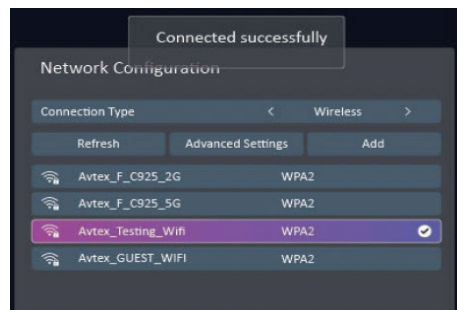 Connected successfully
Network Configuration
Connection Type < Wireless >
Refresh Advanced Settings Add
Avtex_F_C925_2G WPA2
Avtex_F_C925_5G WPA2
Avtex_Testing_Wifi WPA2
Avtex_GUEST_WIFI WPA2